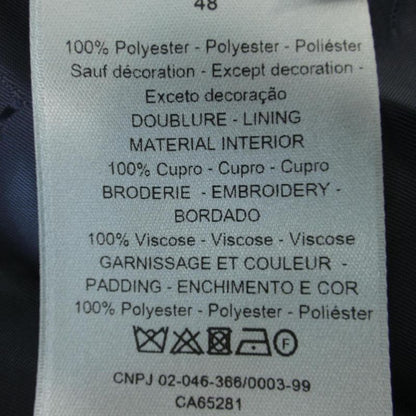 48
100% Polyester - Polyester - Poliéster
Sauf décoration - Except decoration -
Exceto decoração
DOUBLURE - LINING
MATERIAL INTERIOR
100% Cupro - Cupro - Cupro
BRODERIE - EMBROIDERY -
BORDADO
100% Viscose - Viscose - Viscose
GARNISSAGE ET COULEUR -
PADDING - ENCHIMENTO E COR
100% Polyester - Polyester - Poliéster
CNPJ 02-046-366/0003-99
CA65281